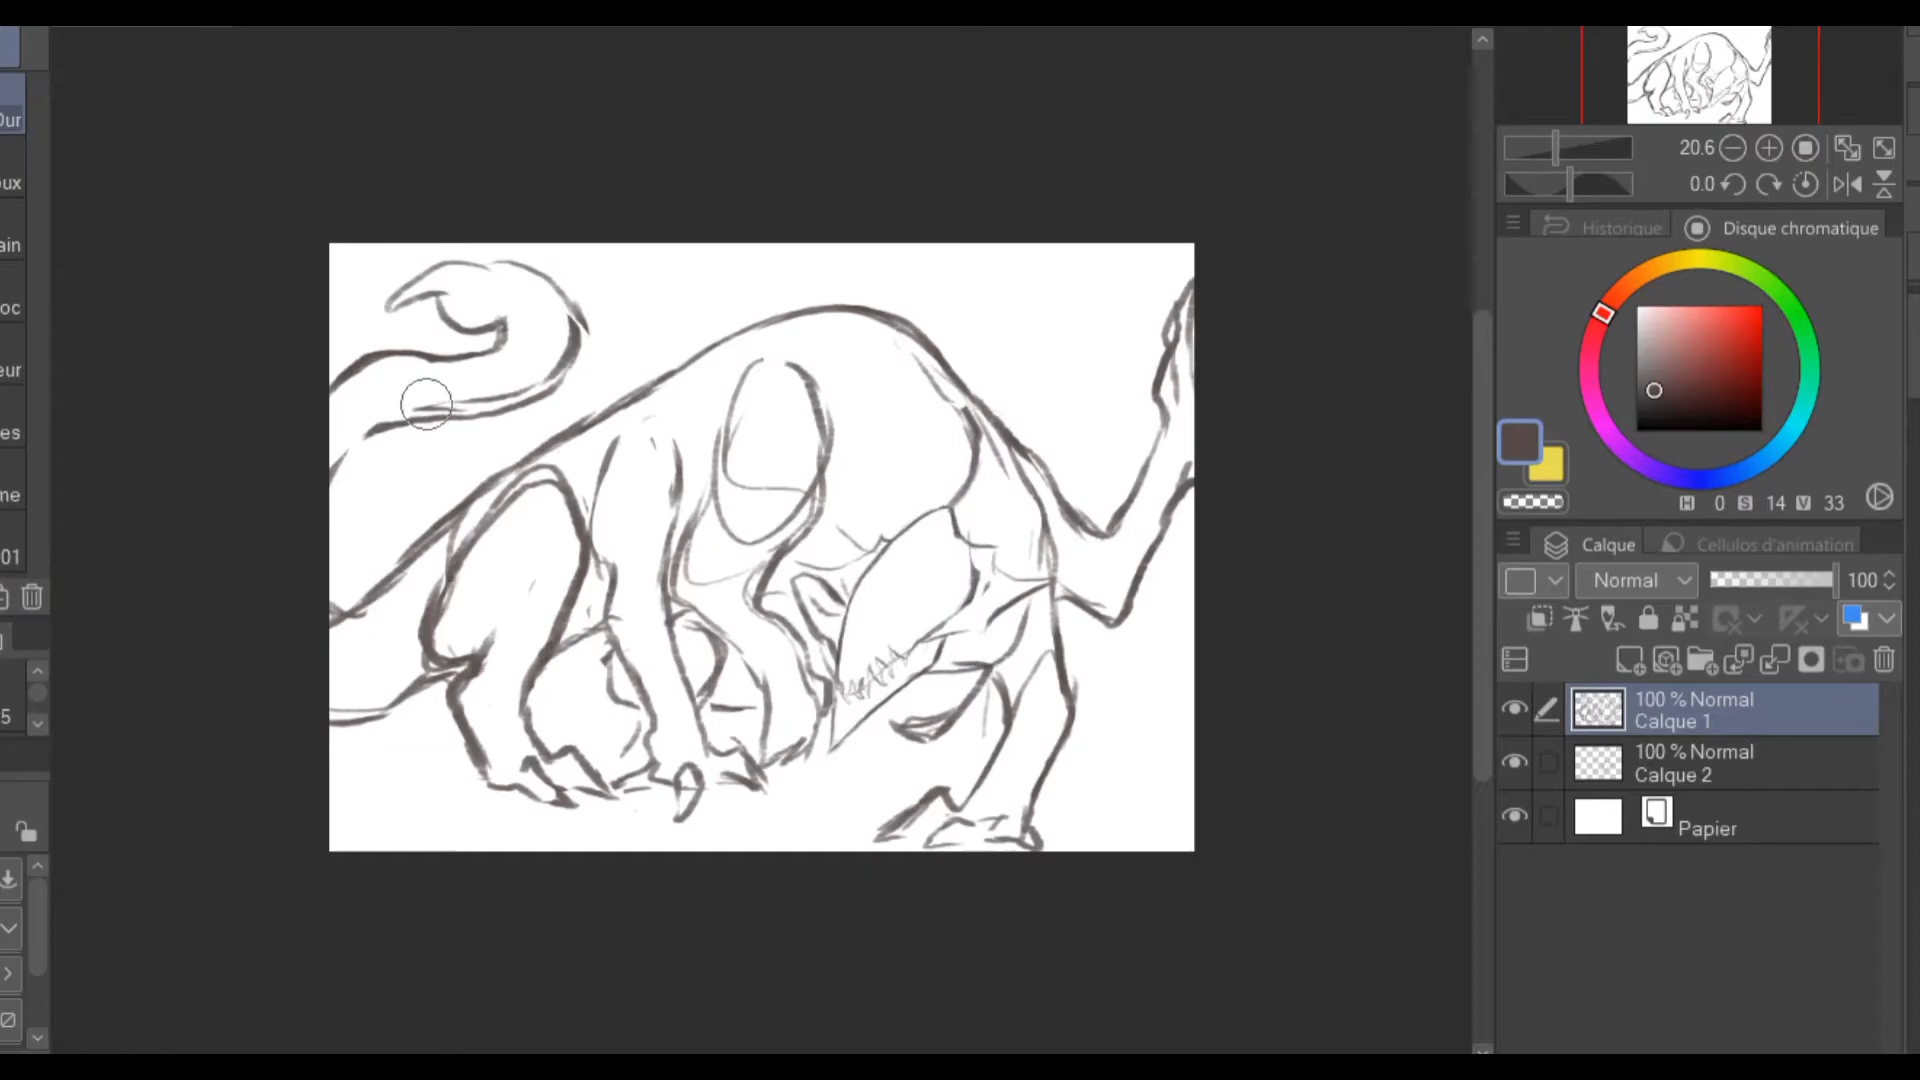 Dur
oux
ain
oc
eur
es
me
01
5
20.6
0.0
Historique
Disque chromatique
H 0 S 14 V 33
Calque
Cellulos d'animation
Normal
100
100 % Normal
Calque 1
100 % Normal
Calque 2
Papier